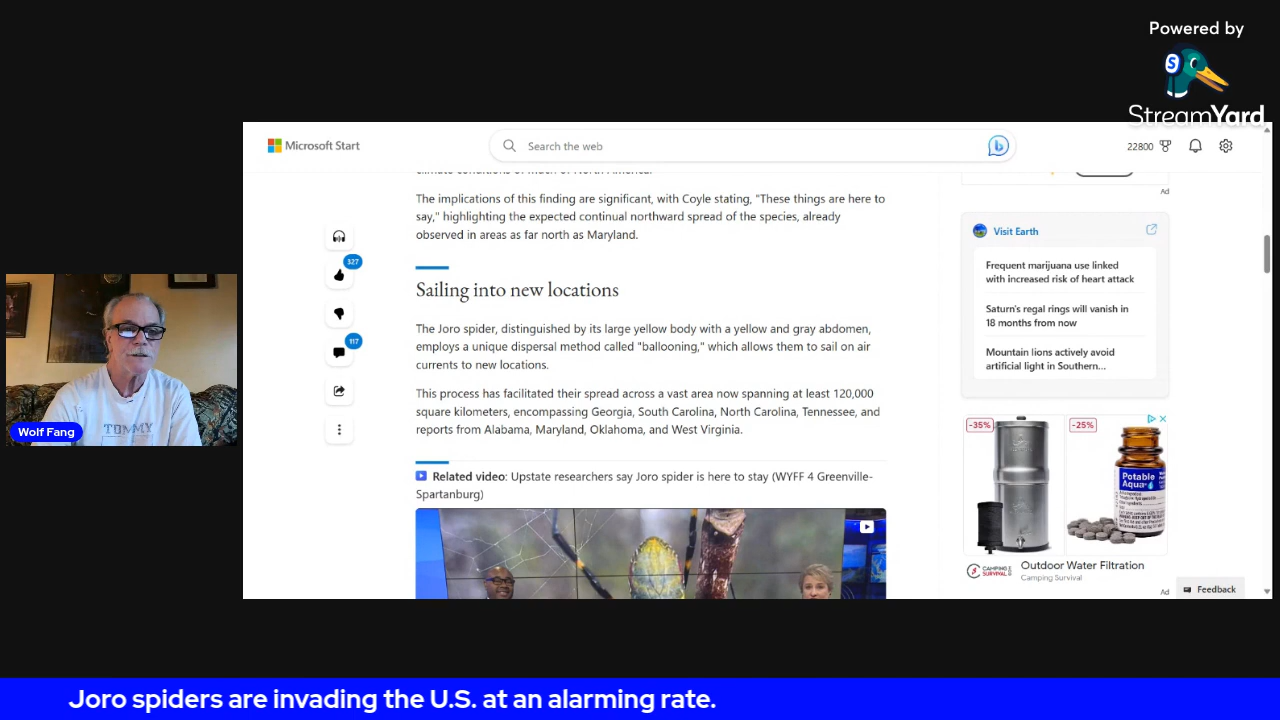 Powered by
StreamYard
Microsoft Start
Search the web
22800
climate conditions of much of North America.
The implications of this finding are significant, with Coyle stating, "These things are here to
say," highlighting the expected continual northward spread of the species, already
observed in areas as far north as Maryland.
327
117
Sailing into new locations
The Joro spider, distinguished by its large yellow body with a yellow and gray abdomen,
employs a unique dispersal method called "ballooning," which allows them to sail on air
currents to new locations.
This process has facilitated their spread across a vast area now spanning at least 120,000
square kilometers, encompassing Georgia, South Carolina, North Carolina, Tennessee, and
reports from Alabama, Maryland, Oklahoma, and West Virginia.
Related video: Upstate researchers say Joro spider is here to stay (WYFF 4 Greenville-
Spartanburg)
Ad
Visit Earth
Frequent marijuana use linked
with increased risk of heart attack
Saturn's regal rings will vanish in
18 months from now
Mountain lions actively avoid
artificial light in Southern...
-35%
-25%
Potable
Aqua
CAMPING
SURVIVAL
Outdoor Water Filtration
Camping Survival
Ad
Feedback
TOMMY
Wolf Fang
Joro spiders are invading the U.S. at an alarming rate.